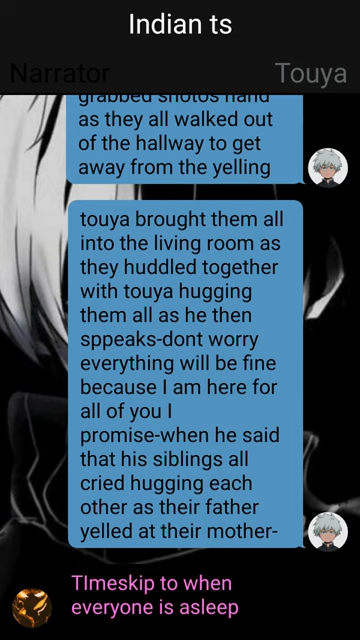 Indian ts
Narrator
Touya
grabbed shotos hand
as they all walked out
of the hallway to get
away from the yelling
touya brought them all
into the living room as
they huddled together
with touya hugging
them all as he then
sppeaks-dont worry
everything will be fine
because I am here for
all of you I
promise-when he said
that his siblings all
cried hugging each
other as their father
yelled at their mother-
TImeskip to when
everyone is asleep